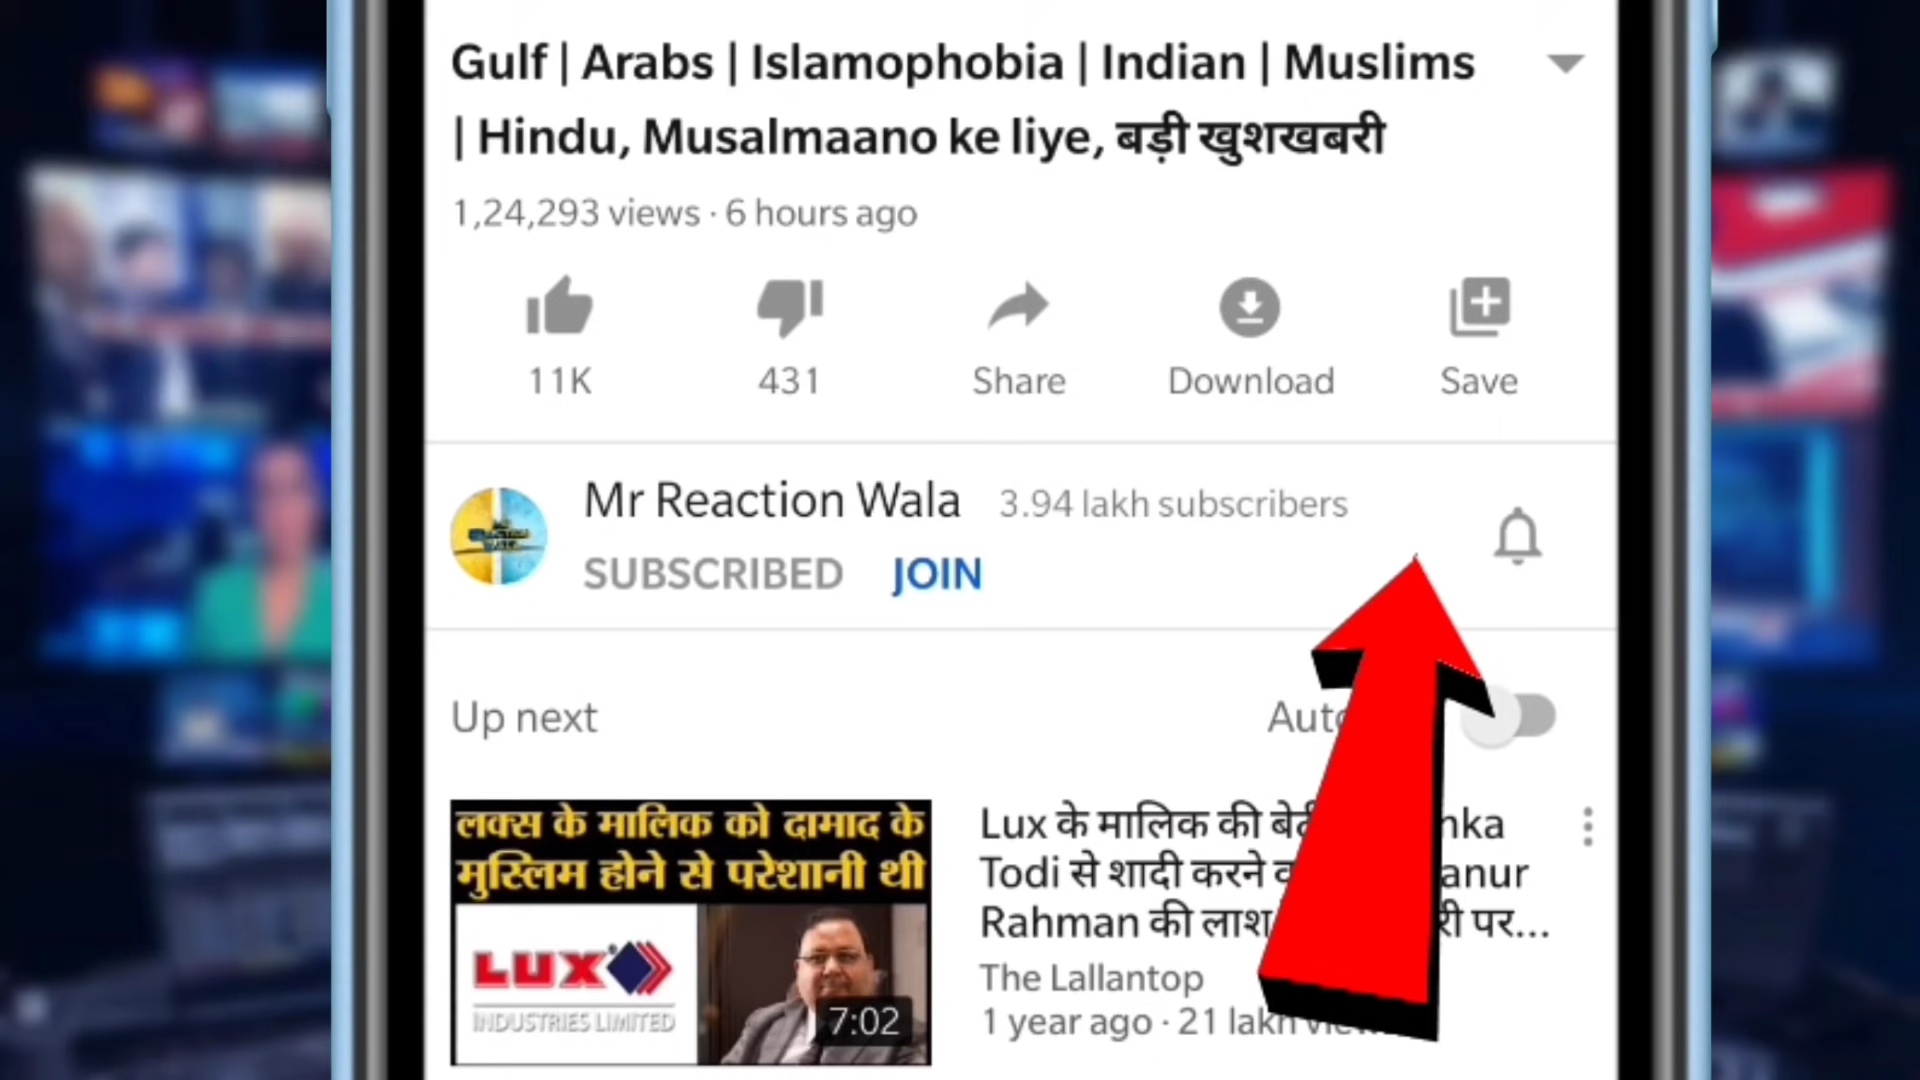 Gulf | Arabs | Islamophobia | Indian | Muslims
| Hindu, Musalmaano ke liye, बड़ी खुशखबरी
1,24,293 views · 6 hours ago
11K
431
Share
Download
Save
Mr Reaction Wala 3.94 lakh subscribers
SUBSCRIBED JOIN
Up next
लक्स के मालिक को दामाद के
मुस्लिम होने से परेशानी थी
LUX
INDUSTRIES LIMITED
7:02
Lux के मालिक की
Todi से शादी करने
Rahman की लाश पर...
The Lallantop
1 year ago · 21 lakh